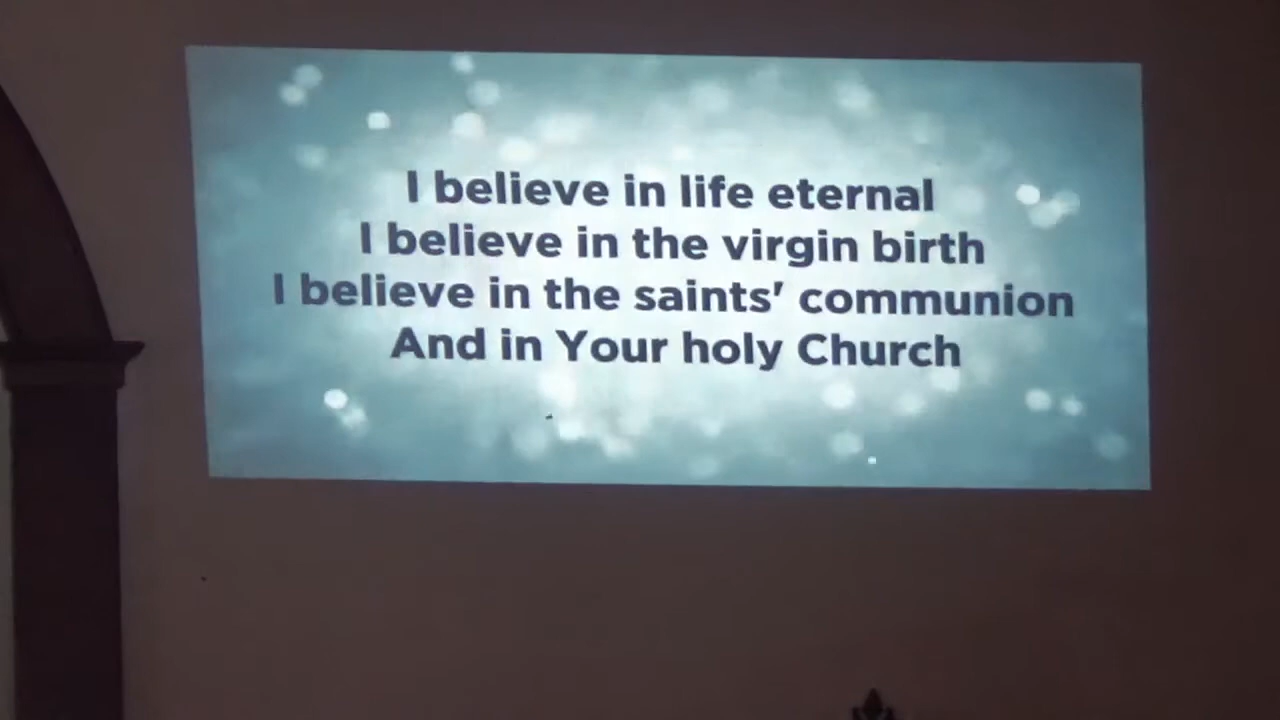 I believe in life eternal
I believe in the virgin birth
I believe in the saints' communion
And in Your holy Church